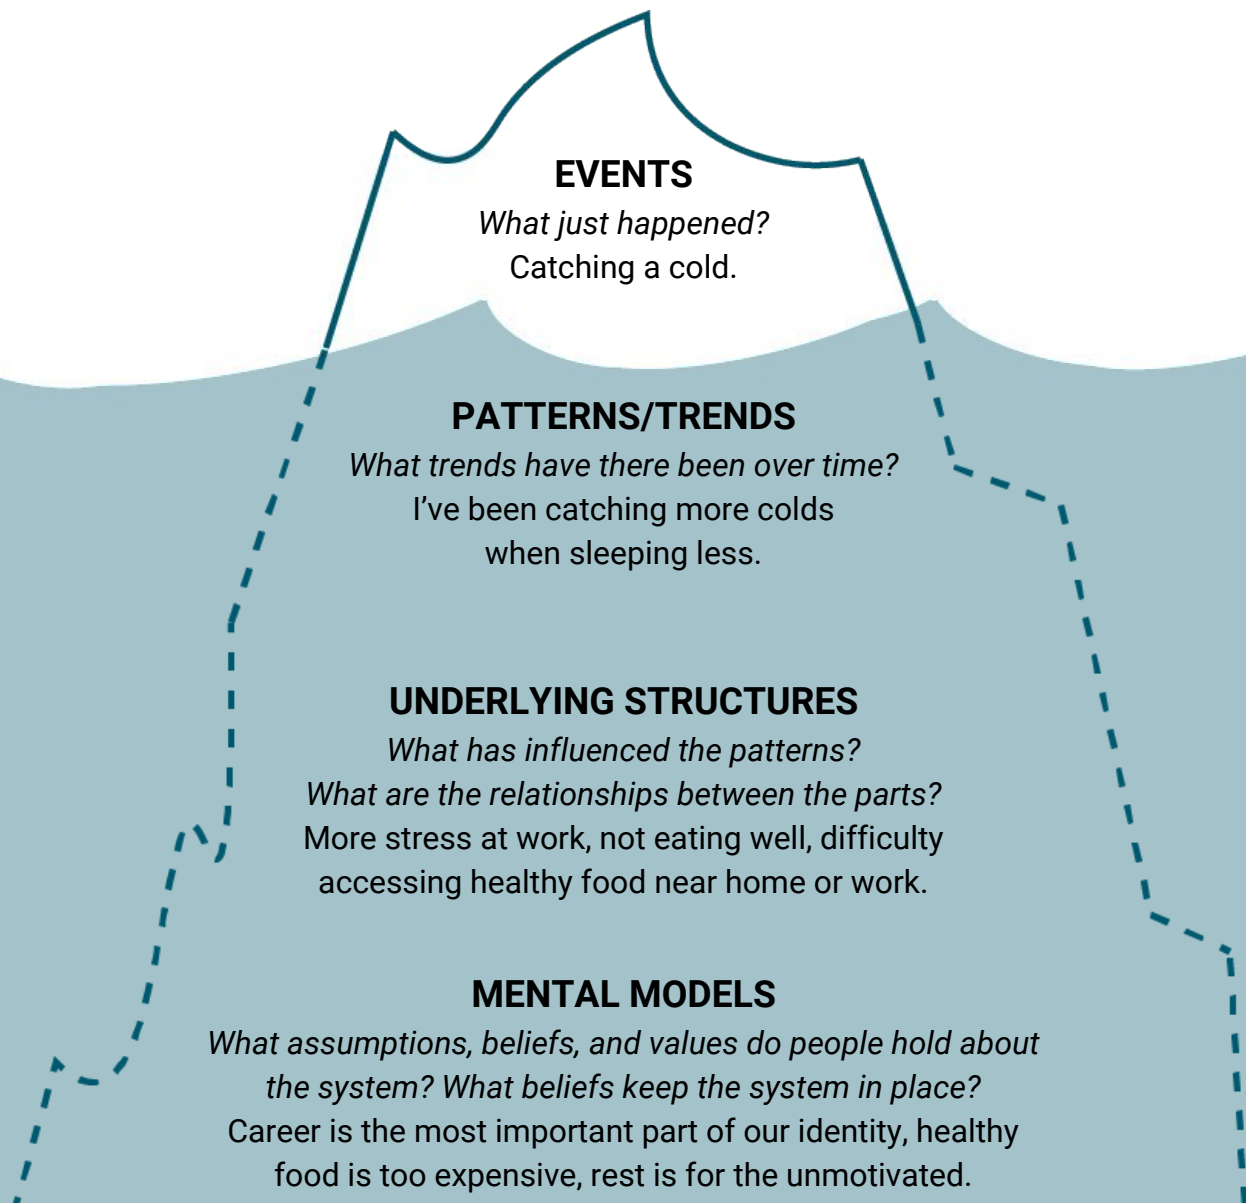 EVENTS
What just happened?
Catching a cold.
PATTERNS/TRENDS
What trends have there been over time?
I’ve been catching more colds
when sleeping less.
UNDERLYING STRUCTURES
What has influenced the patterns?
What are the relationships between the parts?
More stress at work, not eating well, difficulty
accessing healthy food near home or work.
MENTAL MODELS
What assumptions, beliefs, and values do people hold about
the system? What beliefs keep the system in place?
Career is the most important part of our identity, healthy
food is too expensive, rest is for the unmotivated.